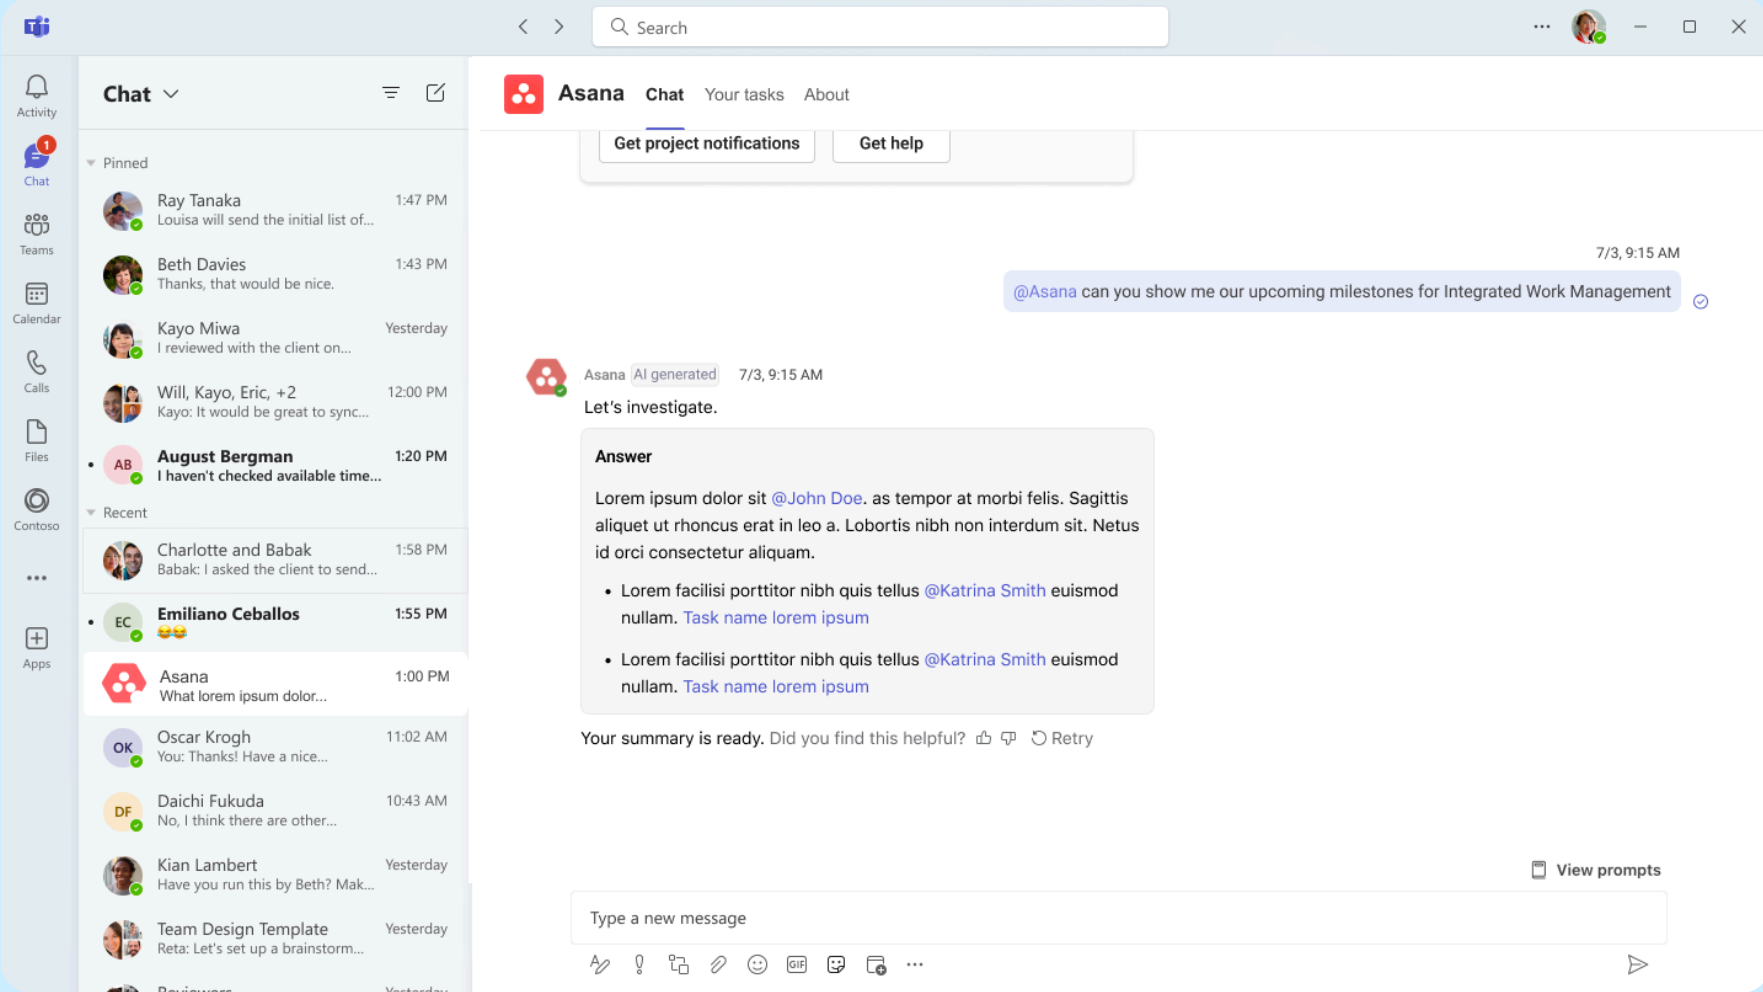 Search
Activity
1
Chat
Teams
Calendar
Calls
Files
Contoso
Apps
Chat
Pinned
Ray Tanaka 1:47 PM
Louisa will send the initial list of...
Beth Davies 1:43 PM
Thanks, that would be nice.
Kayo Miwa Yesterday
I reviewed with the client on...
Will, Kayo, Eric, +2 12:00 PM
Kayo: It would be great to sync...
AB August Bergman 1:20 PM
I haven't checked available time...
Recent
Charlotte and Babak 1:58 PM
Babak: I asked the client to send...
EC Emiliano Ceballos 1:55 PM
😂😂
Asana 1:00 PM
What lorem ipsum dolor...
OK Oscar Krogh 11:02 AM
You: Thanks! Have a nice...
DF Daichi Fukuda 10:43 AM
No, I think there are other...
Kian Lambert Yesterday
Have you run this by Beth? Mak...
Team Design Template Yesterday
Reta: Let's set up a brainstorm...
Reviewers Yesterday
Asana Chat Your tasks About
Get project notifications Get help
7/3, 9:15 AM
@Asana can you show me our upcoming milestones for Integrated Work Management
Asana AI generated 7/3, 9:15 AM
Let's investigate.
Answer
Lorem ipsum dolor sit @John Doe. as tempor at morbi felis. Sagittis
aliquet ut rhoncus erat in leo a. Lobortis nibh non interdum sit. Netus
id orci consectetur aliquam.
• Lorem facilisi porttitor nibh quis tellus @Katrina Smith euismod
nullam. Task name lorem ipsum
• Lorem facilisi porttitor nibh quis tellus @Katrina Smith euismod
nullam. Task name lorem ipsum
Your summary is ready. Did you find this helpful? Retry
View prompts
Type a new message
GIF